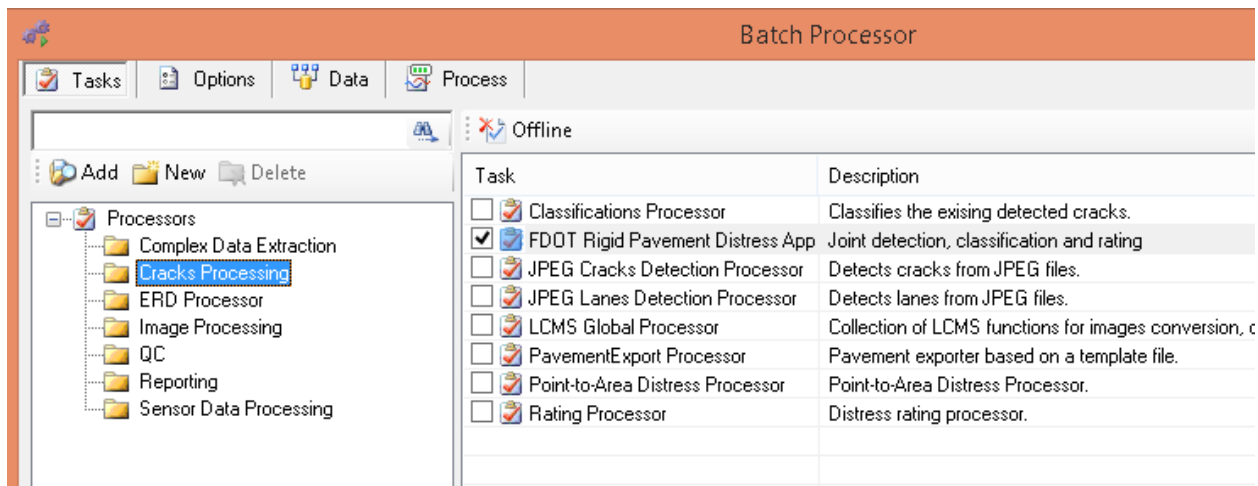 Batch Processor
Tasks Options Data Process
Offline
Add New Delete
Task Description
Processors
Complex Data Extraction
Cracks Processing
ERD Processor
Image Processing
QC
Reporting
Sensor Data Processing
Classifications Processor Classifies the exising detected cracks.
FDOT Rigid Pavement Distress App Joint detection, classification and rating
JPEG Cracks Detection Processor Detects cracks from JPEG files.
JPEG Lanes Detection Processor Detects lanes from JPEG files.
LCMS Global Processor Collection of LCMS functions for images conversion,
PavementExport Processor Pavement exporter based on a template file.
Point-to-Area Distress Processor Point-to-Area Distress Processor.
Rating Processor Distress rating processor.